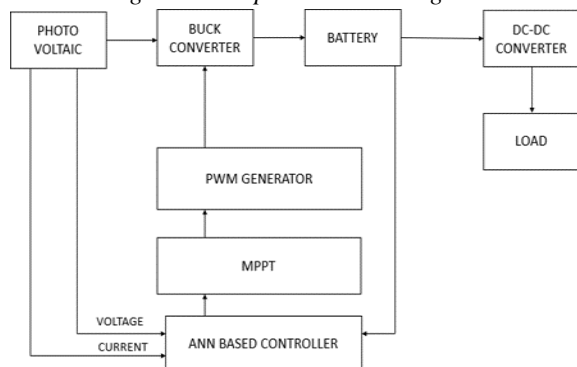 PHOTO
VOLTAIC
BUCK
CONVERTER
BATTERY
DC-DC
CONVERTER
LOAD
PWM GENERATOR
MPPT
VOLTAGE
CURRENT
ANN BASED CONTROLLER